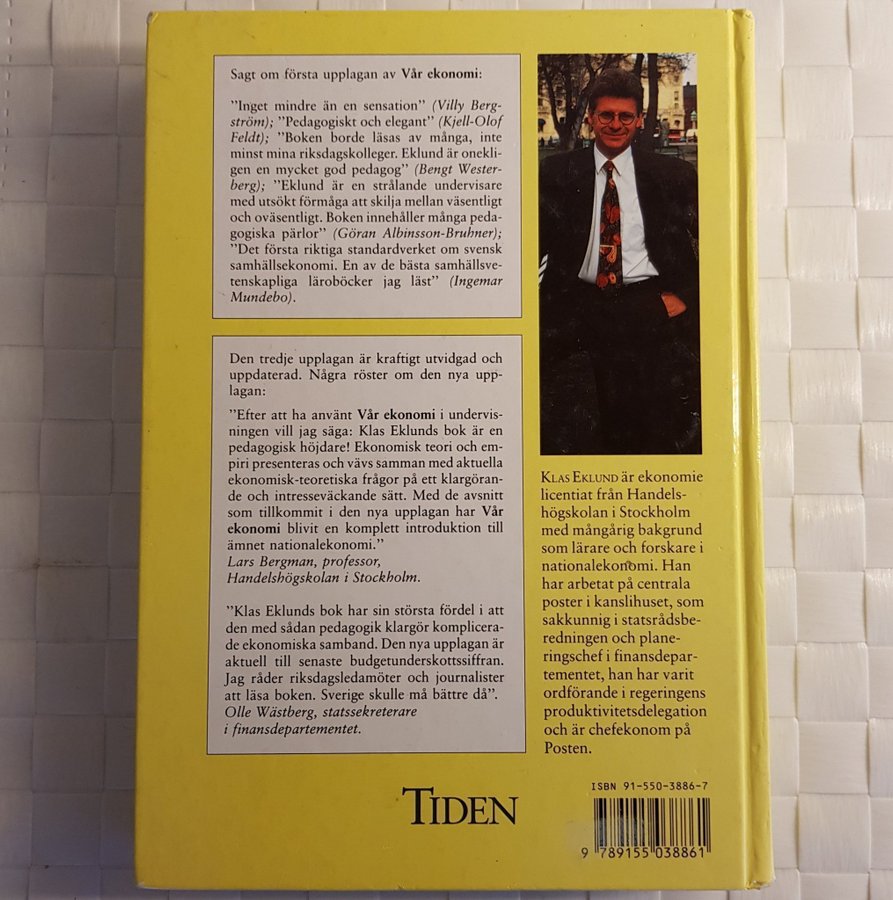 Sagt om första upplagan av Vår ekonomi:
”Inget mindre än en sensation” (Villy Berg-
ström); ”Pedagogiskt och elegant” (Kjell-Olof
Feldt); ”Boken borde läsas av många, inte
minst mina riksdagskolleger. Eklund är onekli-
gen en mycket god pedagog” (Bengt Wester-
berg); ”Eklund är en strålande undervisare
med utsökt förmåga att skilja mellan väsentligt
och oväsentligt. Boken innehåller många peda-
gogiska pärlor” (Göran Albinsson-Bruhner);
”Det första riktiga standardverket om svensk
samhällsekonomi. En av de bästa samhällsve-
tenskapliga läroböcker jag läst” (Ingemar
Mundebo).
Den tredje upplagan är kraftigt utvidgad och
uppdaterad. Några röster om den nya upp-
lagan:
”Efter att ha använt Vår ekonomi i undervis-
ningen vill jag säga: Klas Eklunds bok är en
pedagogisk höjdare! Ekonomisk teori och em-
piri presenteras och vävs samman med aktuella
ekonomisk-teoretiska frågor på ett klargöran-
de och intresseväckande sätt. Med de avsnitt
som tillkommit i den nya upplagan har Vår
ekonomi blivit en komplett introduktion till
ämnet nationalekonomi.”
Lars Bergman, professor,
Handelshögskolan i Stockholm.
”Klas Eklunds bok har sin största fördel i att
den med sådan pedagogik klargör komplicera-
de ekonomiska samband. Den nya upplagan är
aktuell till senaste budgetunderskottssiffran.
Jag råder riksdagsledamöter och journalister
att läsa boken. Sverige skulle må bättre då”.
Olle Wästberg, statssekreterare
i finansdepartementet.
KLAS EKLUND är ekonomie
licentiat från Handels-
högskolan i Stockholm
med mångårig bakgrund
som lärare och forskare i
nationalekonomi. Han
har arbetat på centrala
poster i kanslihuset, som
sakkunnig i statsrådsbe-
redningen och plane-
ringschef i finansdepar-
tementet, han har varit
ordförande i regeringens
produktivitetsdelegation
och är chefekonom på
Posten.
TIDEN
ISBN 91-550-3886-7
9 789155 038861